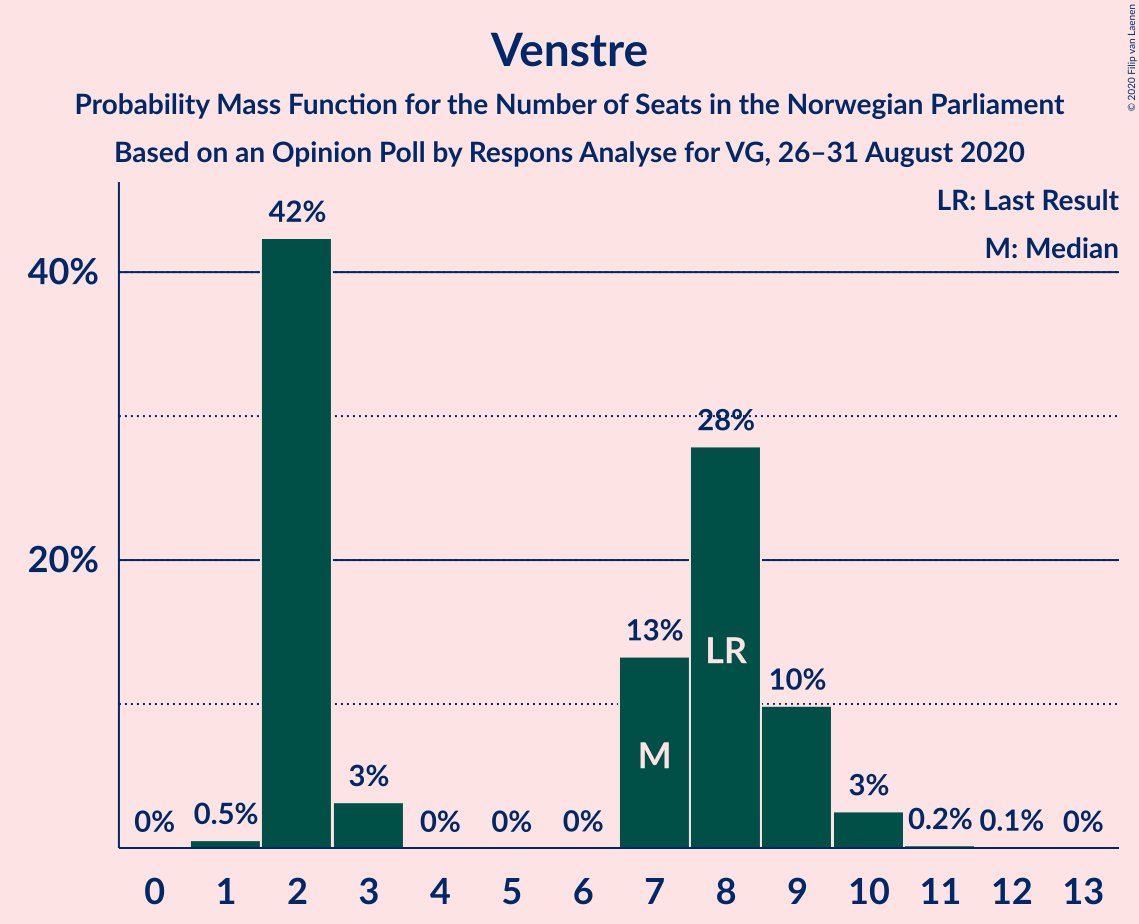 Venstre
Probability Mass Function for the Number of Seats in the Norwegian Parliament
Based on an Opinion Poll by Respons Analyse for VG, 26–31 August 2020
© 2020 Filip van Laenen
LR: Last Result
M: Median
40%
20%
0%
0.5%
42%
3%
0%
0%
0%
13%
28%
10%
3%
0.2%
0.1%
0%
M
LR
0 1 2 3 4 5 6 7 8 9 10 11 12 13